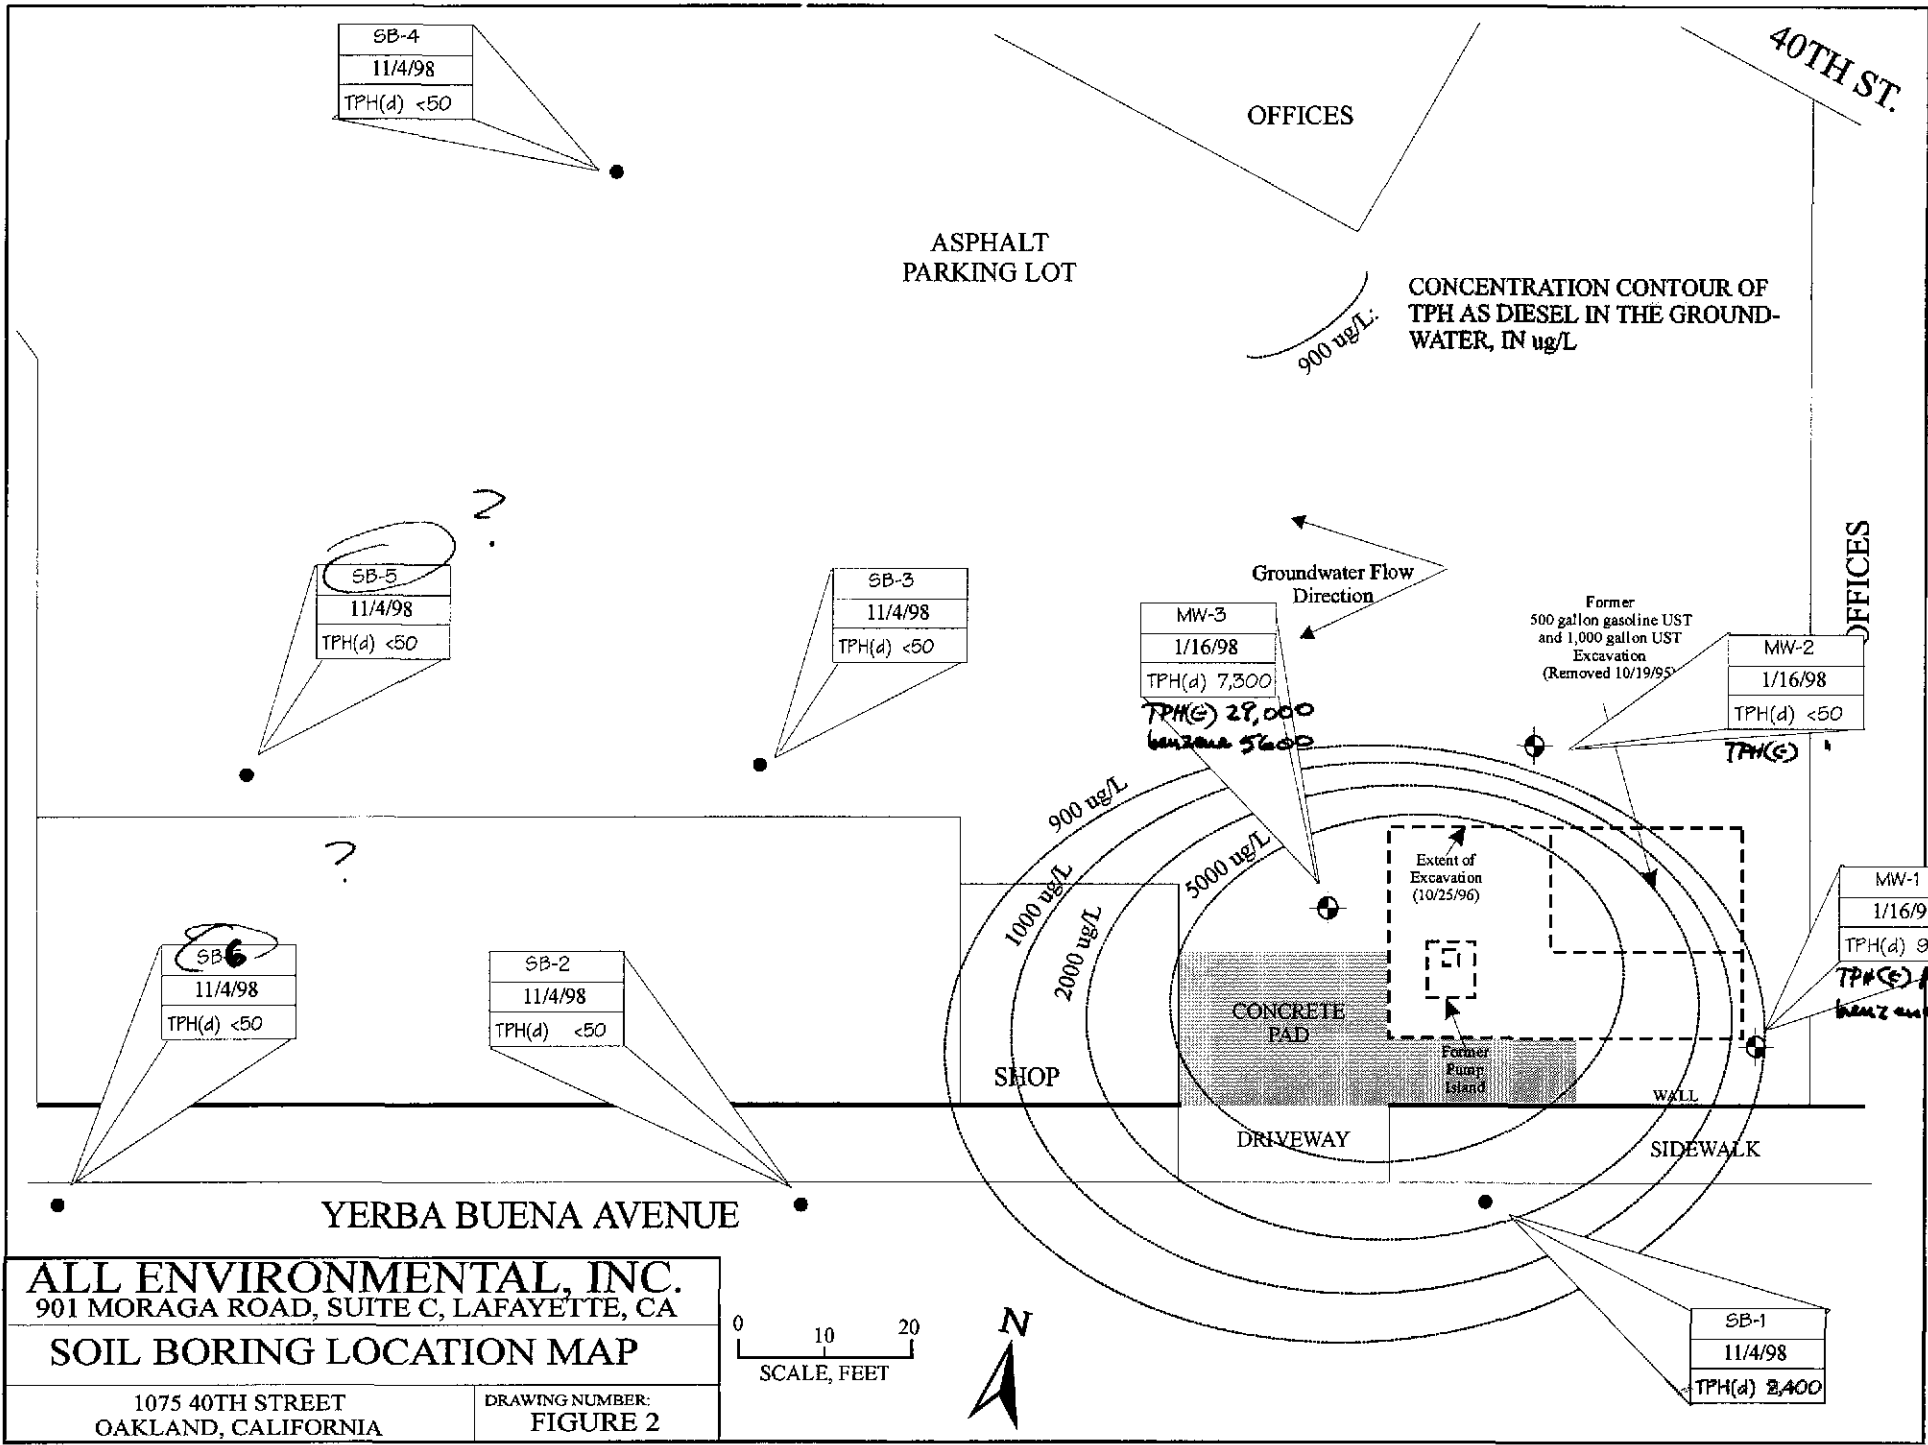 SB-4
11/4/98
TPH(d) <50
40TH ST.
OFFICES
ASPHALT
PARKING LOT
900 ug/L:
CONCENTRATION CONTOUR OF
TPH AS DIESEL IN THE GROUND-
WATER, IN ug/L
?
SB-5
11/4/98
TPH(d) <50
SB-3
11/4/98
TPH(d) <50
Groundwater Flow
Direction
OFFICES
MW-3
1/16/98
TPH(d) 7,300
TPH(G) 29,000
benzene 5600
Former
500 gallon gasoline UST
and 1,000 gallon UST
Excavation
(Removed 10/19/95)
MW-2
1/16/98
TPH(d) <50
TPH(G) "
900 ug/L
1000 ug/L
2000 ug/L
5000 ug/L
Extent of
Excavation
(10/25/96)
MW-1
1/16/9
TPH(d) 9
TPH(G)
?
SB-6
11/4/98
TPH(d) <50
SB-2
11/4/98
TPH(d) <50
CONCRETE
PAD
Former
Pump
Island
SHOP
WALL
DRIVEWAY
SIDEWALK
YERBA BUENA AVENUE
SB-1
11/4/98
TPH(d) 2,400
ALL ENVIRONMENTAL, INC.
901 MORAGA ROAD, SUITE C, LAFAYETTE, CA
SOIL BORING LOCATION MAP
1075 40TH STREET
OAKLAND, CALIFORNIA
DRAWING NUMBER:
FIGURE 2
0 10 20
SCALE, FEET
N